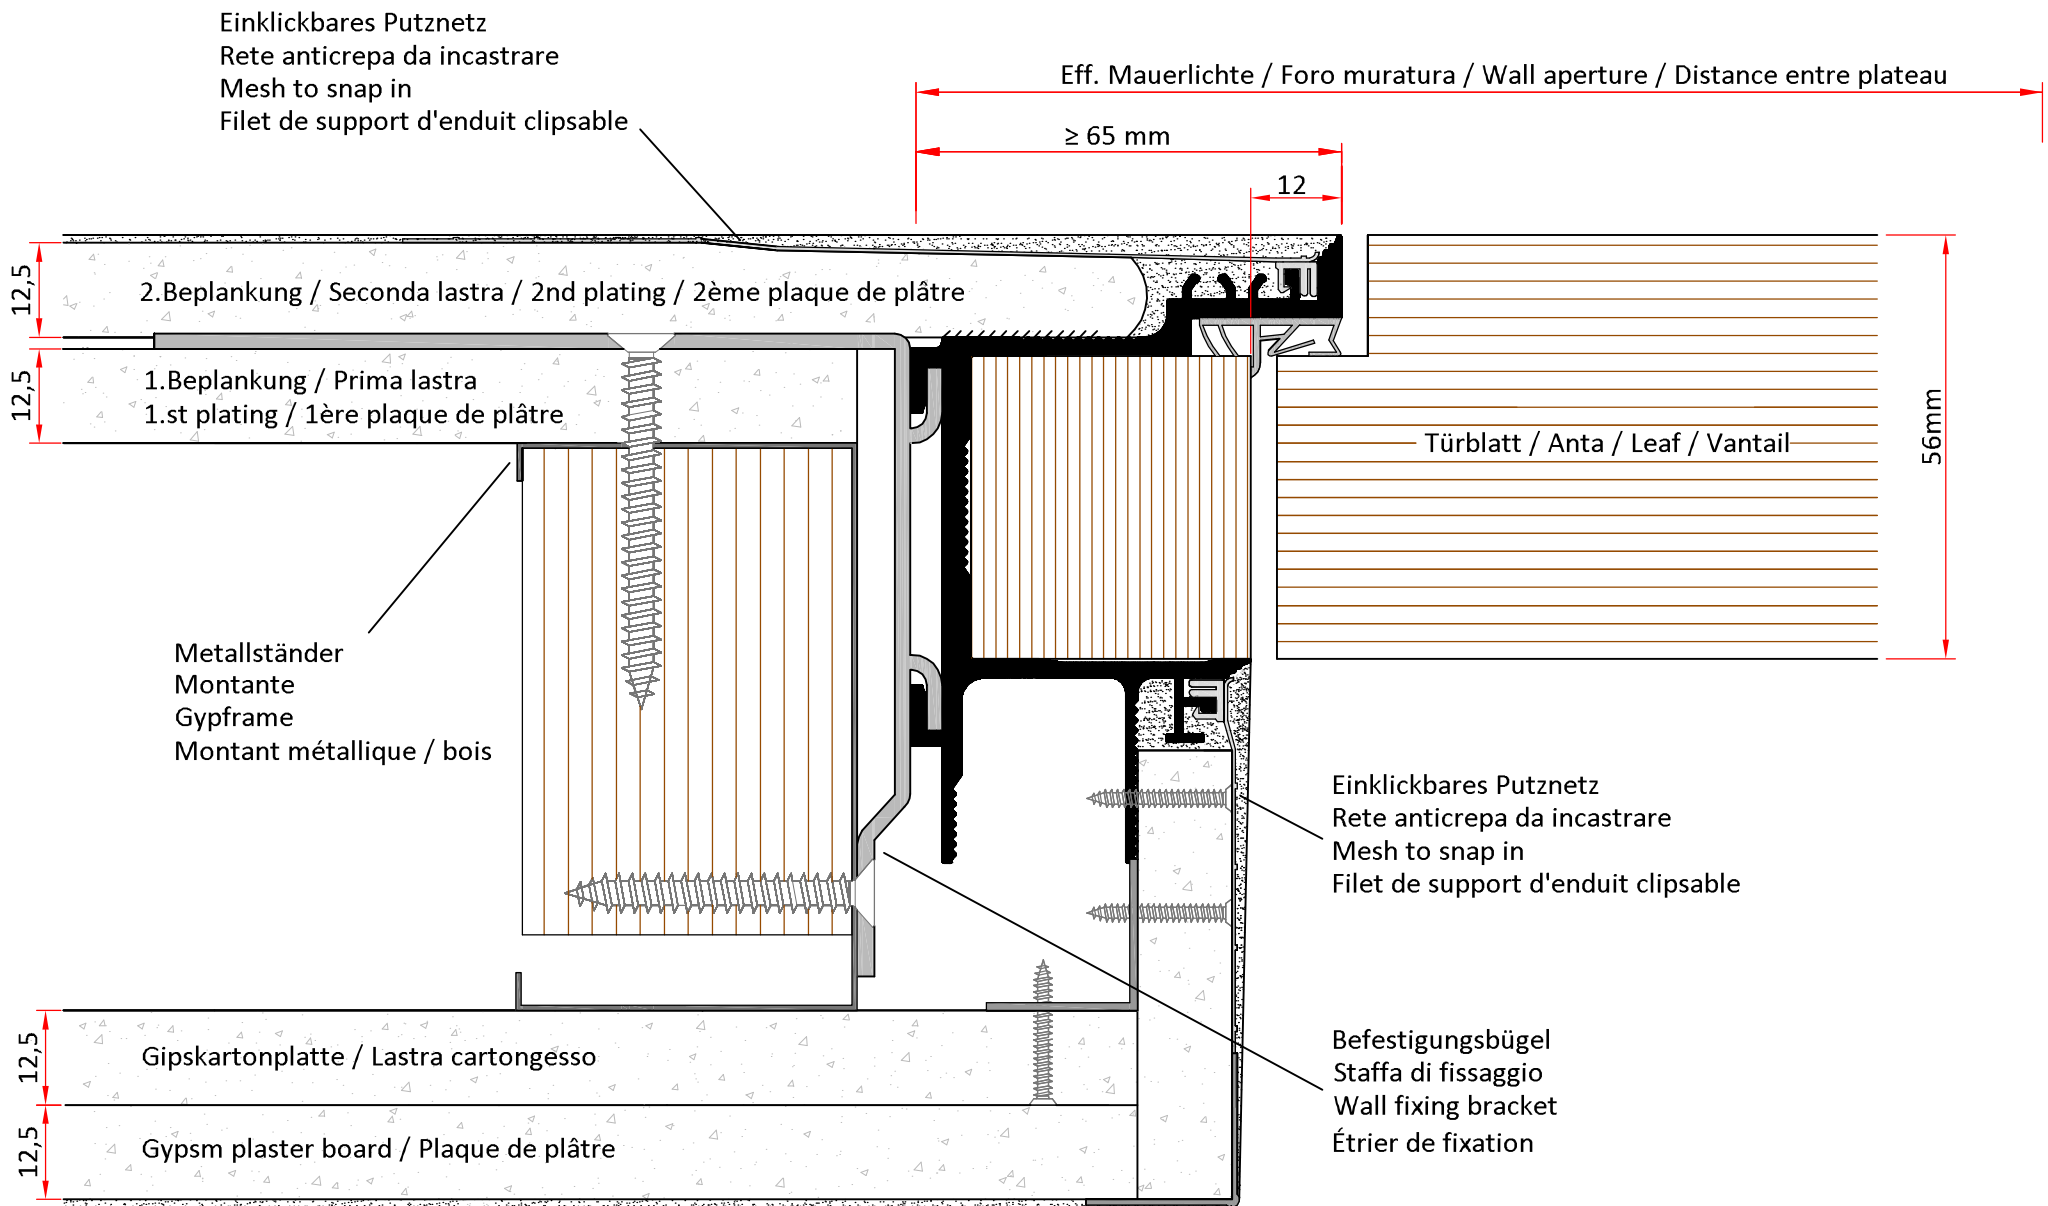 Einklickbares Putznetz
Rete anticrepa da incastrare
Mesh to snap in
Filet de support d'enduit clipsable
Eff. Mauerlichte / Foro muratura / Wall aperture / Distance entre plateau
≥ 65 mm
12
12,5
2.Beplankung / Seconda lastra / 2nd plating / 2ème plaque de plâtre
12,5
1.Beplankung / Prima lastra
1.st plating / 1ère plaque de plâtre
Türblatt / Anta / Leaf / Vantail
56mm
Metallständer
Montante
Gypframe
Montant métallique / bois
Einklickbares Putznetz
Rete anticrepa da incastrare
Mesh to snap in
Filet de support d'enduit clipsable
12,5
Gipskartonplatte / Lastra cartongesso
12,5
Gypsm plaster board / Plaque de plâtre
Befestigungsbügel
Staffa di fissaggio
Wall fixing bracket
Étrier de fixation